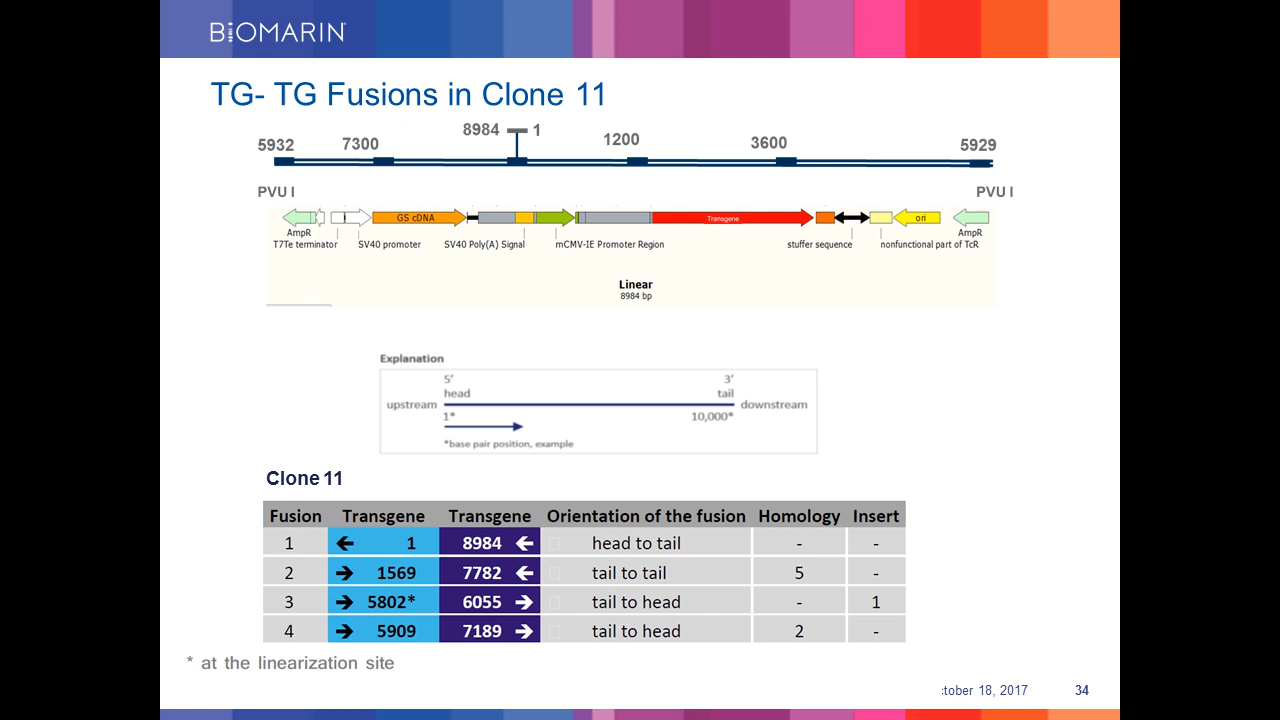 BIOMARIN
TG- TG Fusions in Clone 11
5932 7300 8984 1 1200 3600 5929
PVU I PVU I
GS cDNA Transgene ori
AmpR AmpR
T7Te terminator SV40 promoter SV40 Poly(A) Signal mCMV-IE Promoter Region stuffer sequence nonfunctional part of TcR
Linear
8984 bp
Explanation
5' 3'
head tail
upstream downstream
1* 10,000*
*base pair position, example
Clone 11
Fusion Transgene Transgene Orientation of the fusion Homology Insert
1 ← 1 8984 ← head to tail - -
2 → 1569 7782 ← tail to tail 5 -
3 → 5802* 6055 → tail to head - 1
4 → 5909 7189 → tail to head 2 -
* at the linearization site
tober 18, 2017 34